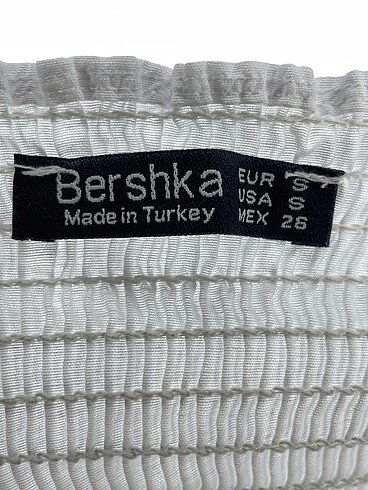 Bershka
Made in Turkey
EUR S
USA S
MEX 26